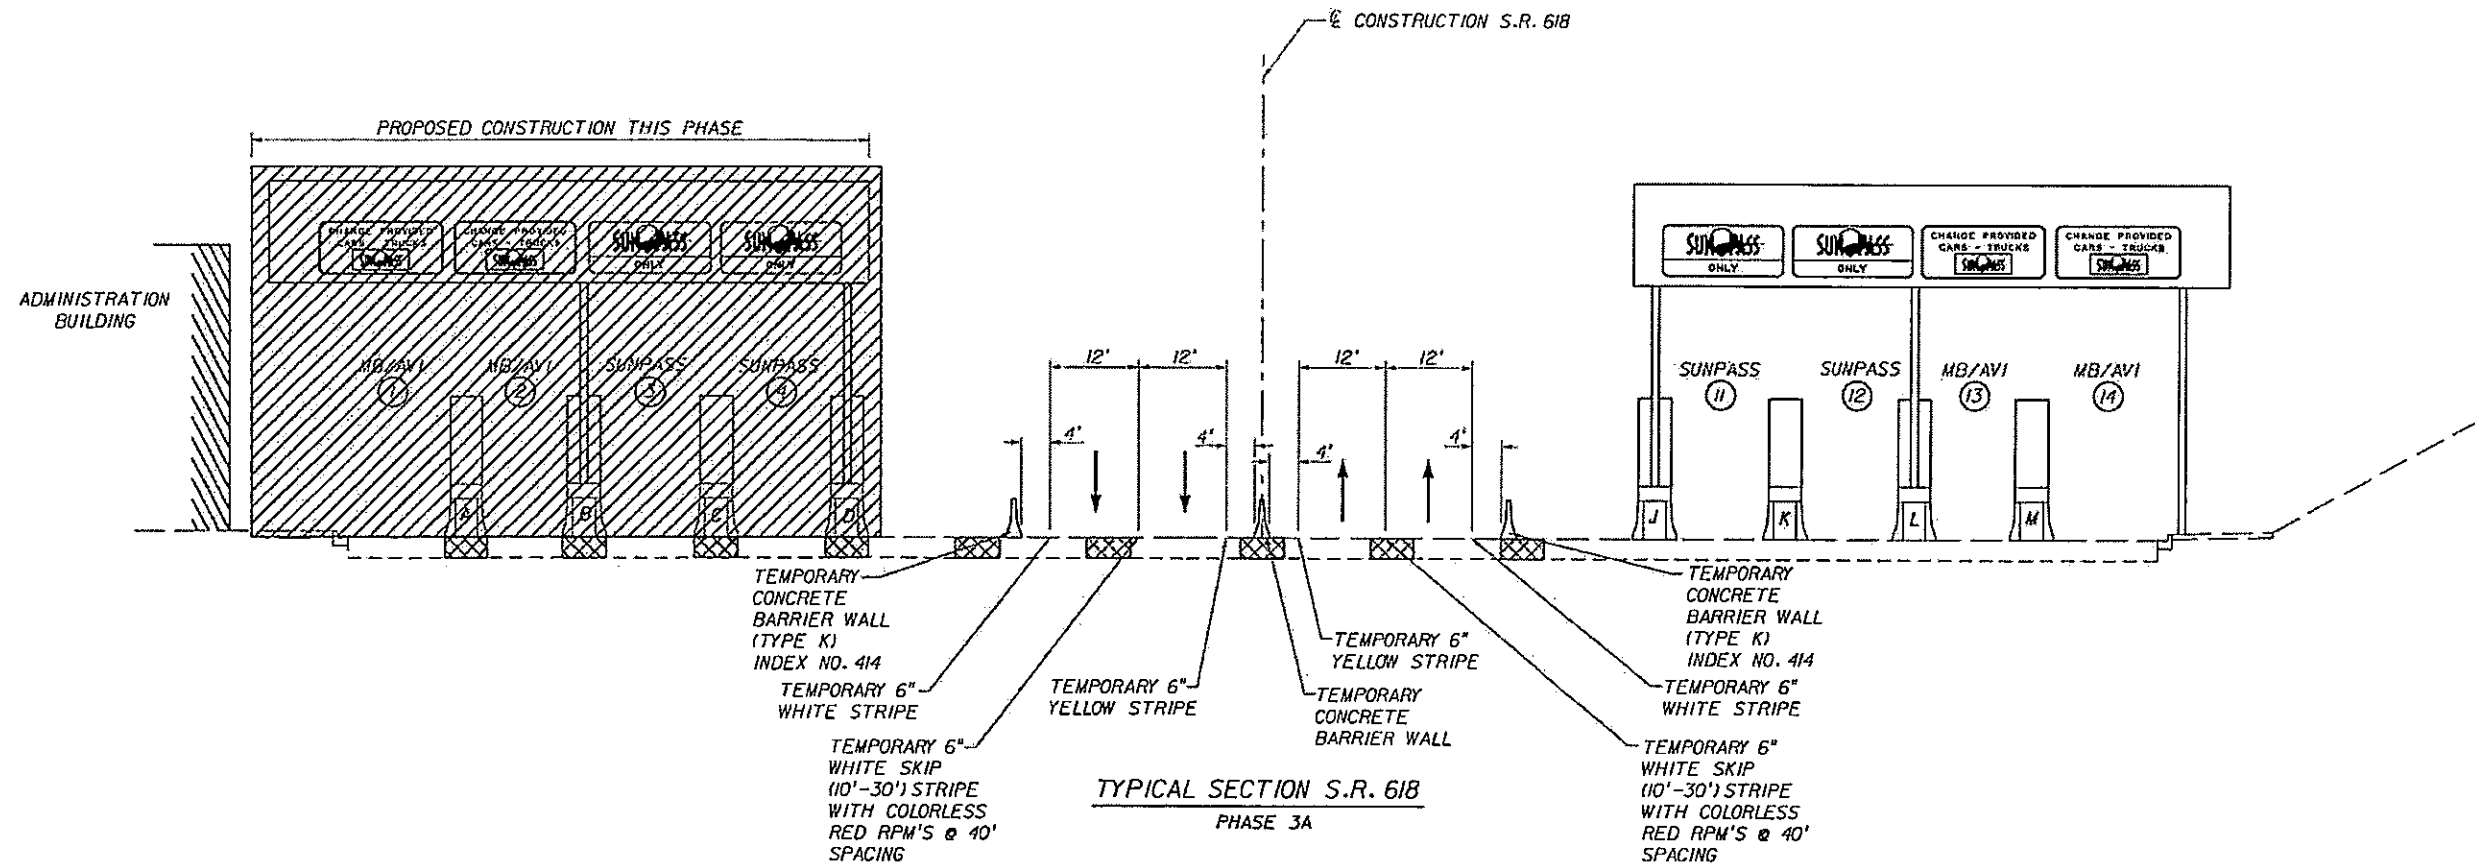 ℄ CONSTRUCTION S.R. 618
PROPOSED CONSTRUCTION THIS PHASE
CHANGE PROVIDED
CARS - TRUCKS
SUNPASS
CHANGE PROVIDED
CARS - TRUCKS
SUNPASS
SUNPASS
ONLY
SUNPASS
ONLY
SUNPASS
ONLY
SUNPASS
ONLY
CHANGE PROVIDED
CARS - TRUCKS
SUNPASS
CHANGE PROVIDED
CARS - TRUCKS
SUNPASS
ADMINISTRATION
BUILDING
MB/AVI
1
MB/AVI
2
SUNPASS
3
SUNPASS
4
12'
12'
12'
12'
SUNPASS
11
SUNPASS
12
MB/AVI
13
MB/AVI
14
4'
4'
4'
4'
A
B
C
D
J
K
L
M
TEMPORARY
CONCRETE
BARRIER WALL
(TYPE K)
INDEX NO. 414
TEMPORARY 6"
WHITE STRIPE
TEMPORARY 6"
WHITE SKIP
(10'-30') STRIPE
WITH COLORLESS
RED RPM'S @ 40'
SPACING
TEMPORARY 6"
YELLOW STRIPE
TEMPORARY 6"
YELLOW STRIPE
TEMPORARY
CONCRETE
BARRIER WALL
TEMPORARY
CONCRETE
BARRIER WALL
(TYPE K)
INDEX NO. 414
TEMPORARY 6"
WHITE STRIPE
TEMPORARY 6"
WHITE SKIP
(10'-30') STRIPE
WITH COLORLESS
RED RPM'S @ 40'
SPACING
TYPICAL SECTION S.R. 618
PHASE 3A